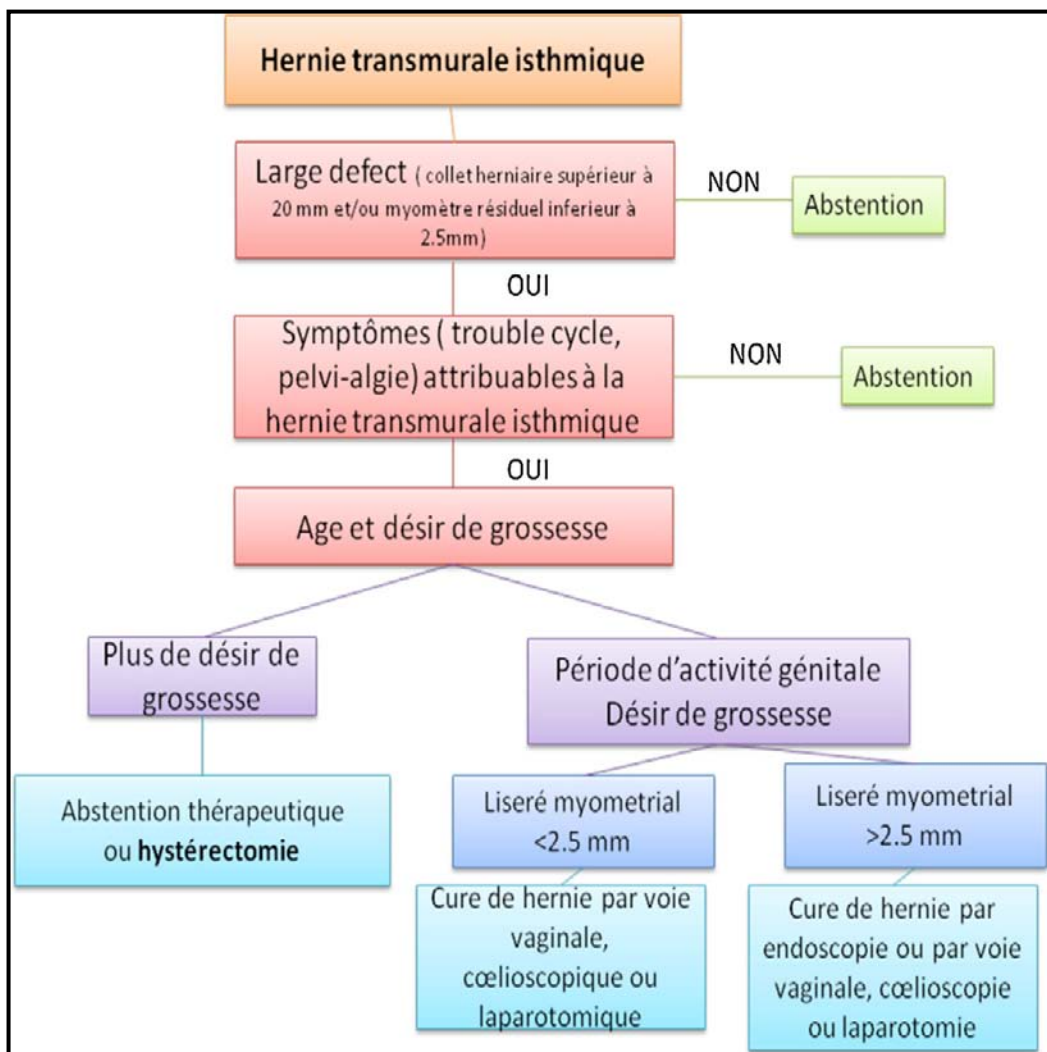 Hernie transmurale isthmique
Large defect ( collet herniaire supérieur à
20 mm et/ou myomètre résiduel inferieur à
2.5mm)
NON
Abstention
OUI
Symptômes ( trouble cycle,
pelvi-algie) attribuables à la
hernie transmurale isthmique
NON
Abstention
OUI
Age et désir de grossesse
Plus de désir de
grossesse
Période d'activité génitale
Désir de grossesse
Abstention thérapeutique
ou hystérectomie
Liseré myometrial
<2.5 mm
Liseré myometrial
>2.5 mm
Cure de hernie par voie
vaginale,
cœlioscopique ou
laparotomique
Cure de hernie par
endoscopie ou par voie
vaginale, cœlioscopie
ou laparotomie